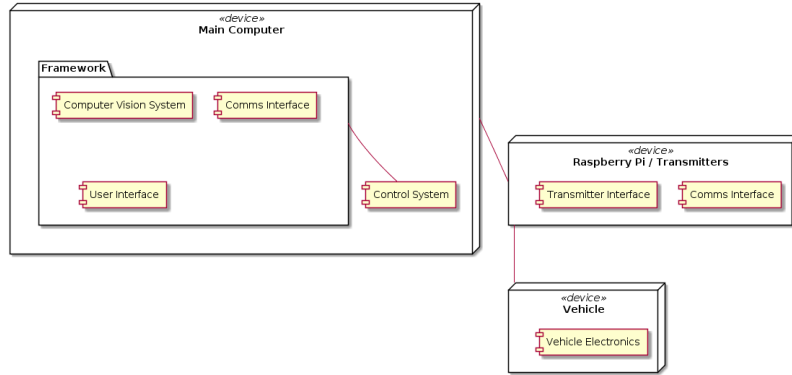 «device»
Main Computer
Framework
Computer Vision System
Comms Interface
User Interface
Control System
«device»
Raspberry Pi / Transmitters
Transmitter Interface
Comms Interface
«device»
Vehicle
Vehicle Electronics